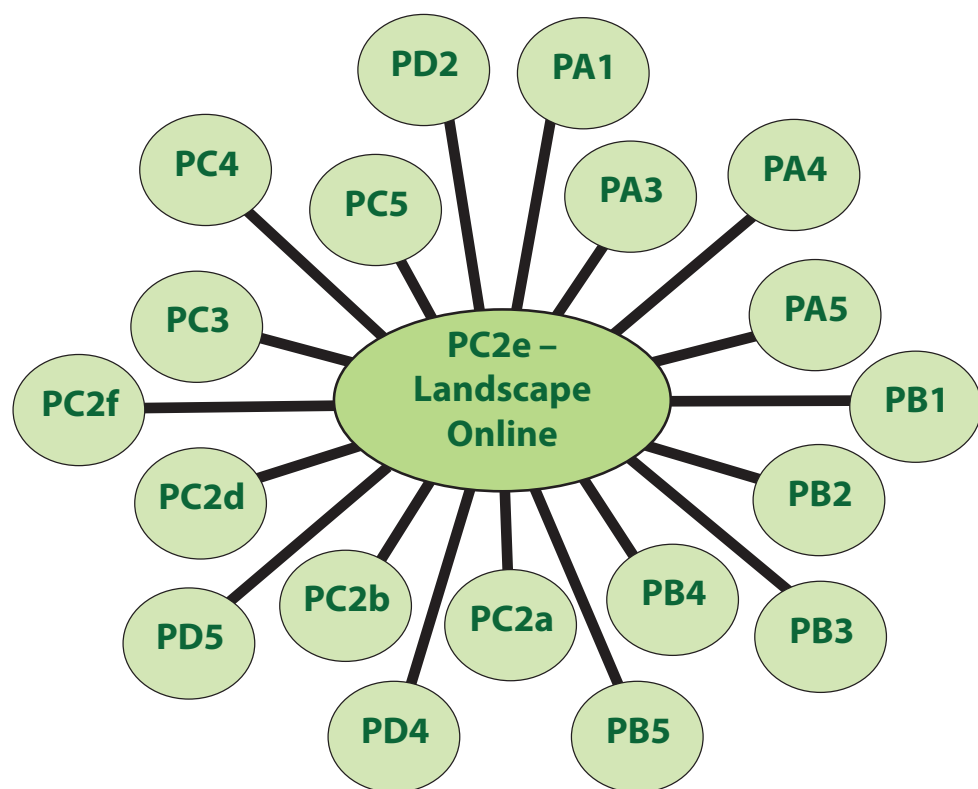 PD2
PA1
PC4
PA4
PC5
PA3
PC3
PA5
PC2e –
Landscape
Online
PC2f
PB1
PC2d
PB2
PC2b
PB4
PC2a
PD5
PB3
PD4
PB5